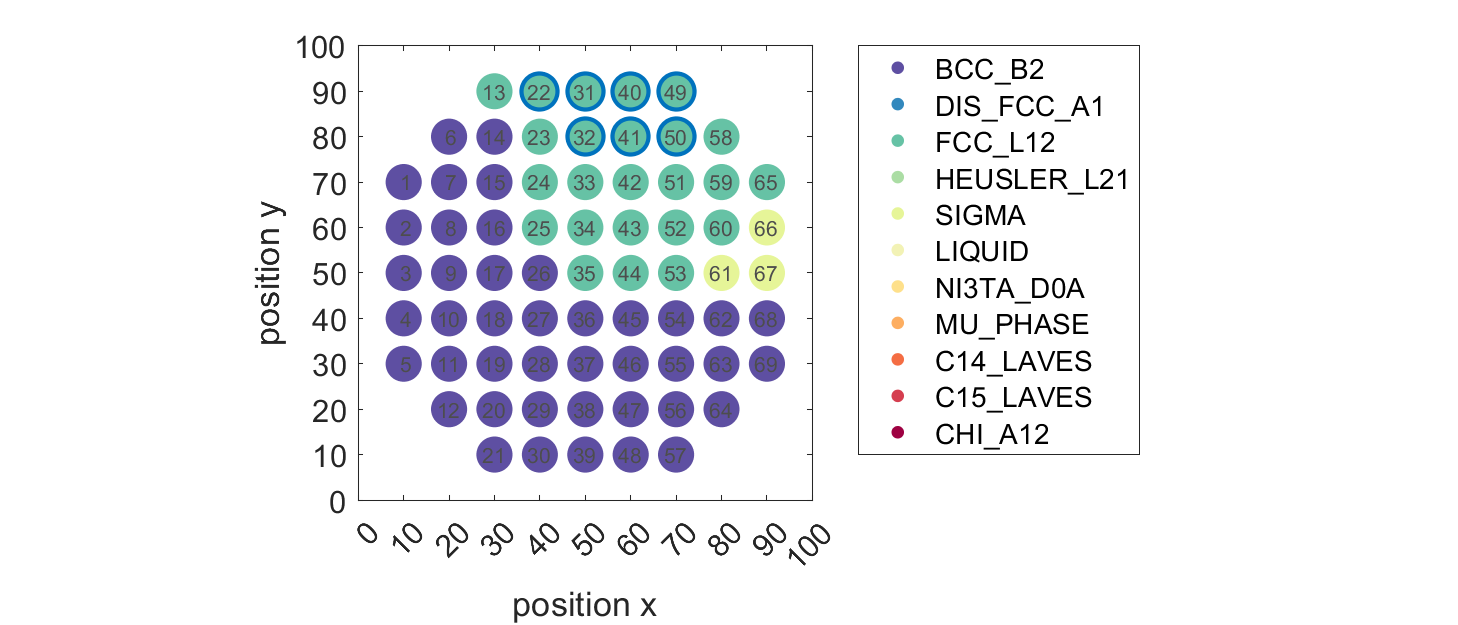 100
90
80
70
60
50
40
30
20
10
0
position y
13 22 31 40 49
6 14 23 32 41 50 58
1 7 15 24 33 42 51 59 65
2 8 16 25 34 43 52 60 66
3 9 17 26 35 44 53 61 67
4 10 18 27 36 45 54 62 68
5 11 19 28 37 46 55 63 69
12 20 29 38 47 56 64
21 30 39 48 57
0 10 20 30 40 50 60 70 80 90 100
position x
BCC_B2
DIS_FCC_A1
FCC_L12
HEUSLER_L21
SIGMA
LIQUID
NI3TA_D0A
MU_PHASE
C14_LAVES
C15_LAVES
CHI_A12